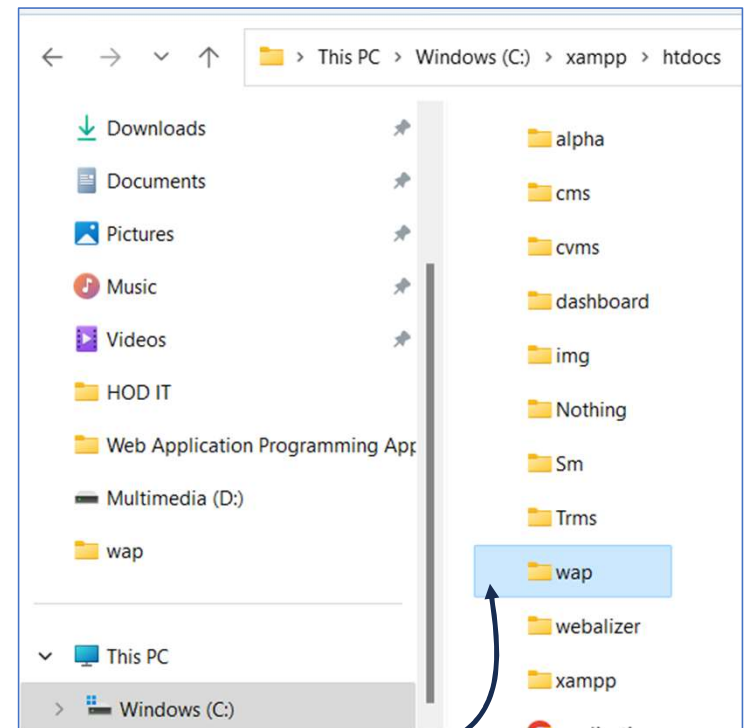 This PC > Windows (C:) > xampp > htdocs
Downloads
Documents
Pictures
Music
Videos
HOD IT
Web Application Programming App
Multimedia (D:)
wap
This PC
Windows (C:)
alpha
cms
cvms
dashboard
img
Nothing
Sm
Trms
wap
webalizer
xampp